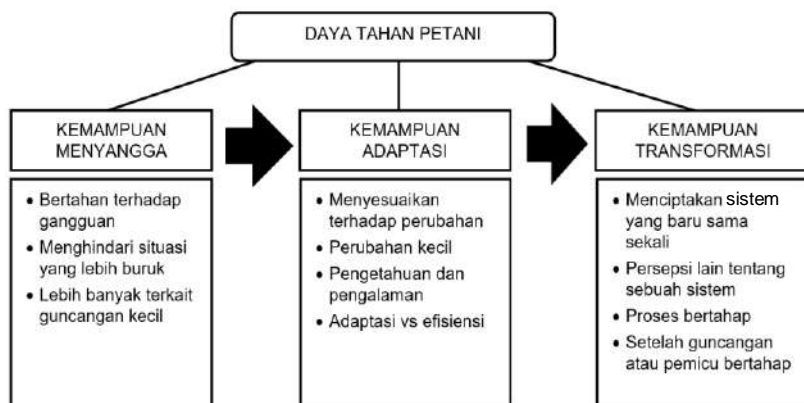 DAYA TAHAN PETANI
KEMAMPUAN
MENYANGGA
• Bertahan terhadap
gangguan
• Menghindari situasi
yang lebih buruk
• Lebih banyak terkait
guncangan kecil
KEMAMPUAN
ADAPTASI
• Menyesuaikan
terhadap perubahan
• Perubahan kecil
• Pengetahuan dan
pengalaman
• Adaptasi vs efisiensi
KEMAMPUAN
TRANSFORMASI
• Menciptakan sistem
yang baru sama
sekali
• Persepsi lain tentang
sebuah sistem
• Proses bertahap
• Setelah guncangan
atau pemicu bertahap